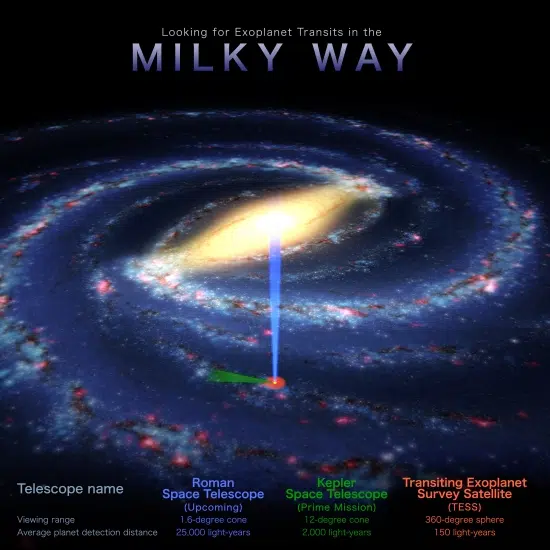 Looking for Exoplanet Transits in the
MILKY WAY
Telescope name
Roman
Space Telescope
(Upcoming)
Kepler
Space Telescope
(Prime Mission)
Transiting Exoplanet
Survey Satellite
(TESS)
Viewing range 1.6-degree cone 12-degree cone 360-degree sphere
Average planet detection distance 25,000 light-years 2,000 light-years 150 light-years